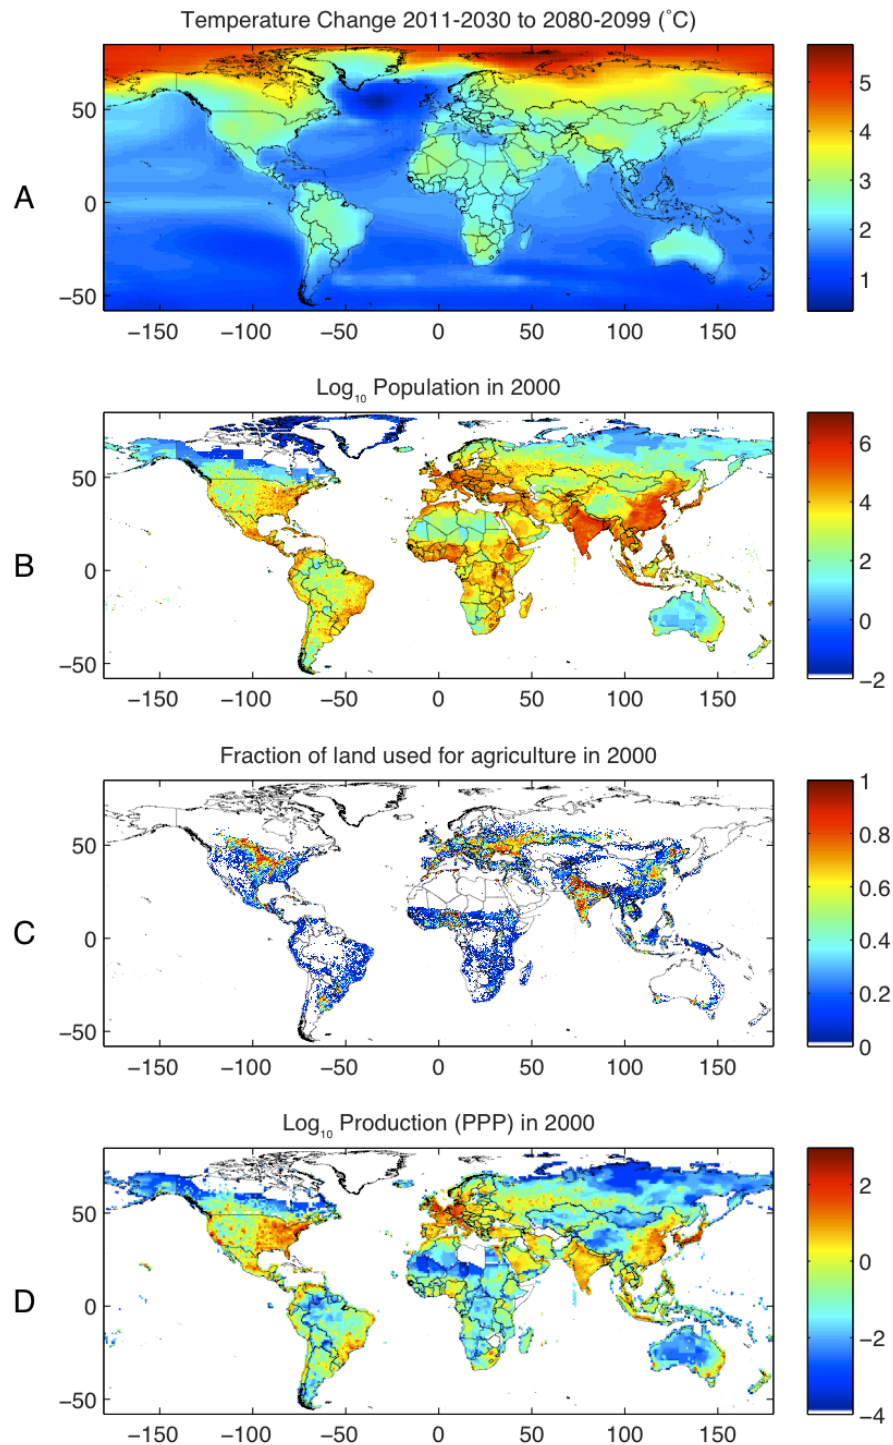 Temperature Change 2011-2030 to 2080-2099 (°C)
A
50
0
−50
−150 −100 −50 0 50 100 150
5
4
3
2
1
Log₁₀ Population in 2000
B
50
0
−50
−150 −100 −50 0 50 100 150
6
4
2
0
−2
Fraction of land used for agriculture in 2000
C
50
0
−50
−150 −100 −50 0 50 100 150
1
0.8
0.6
0.4
0.2
0
Log₁₀ Production (PPP) in 2000
D
50
0
−50
−150 −100 −50 0 50 100 150
2
0
−2
−4